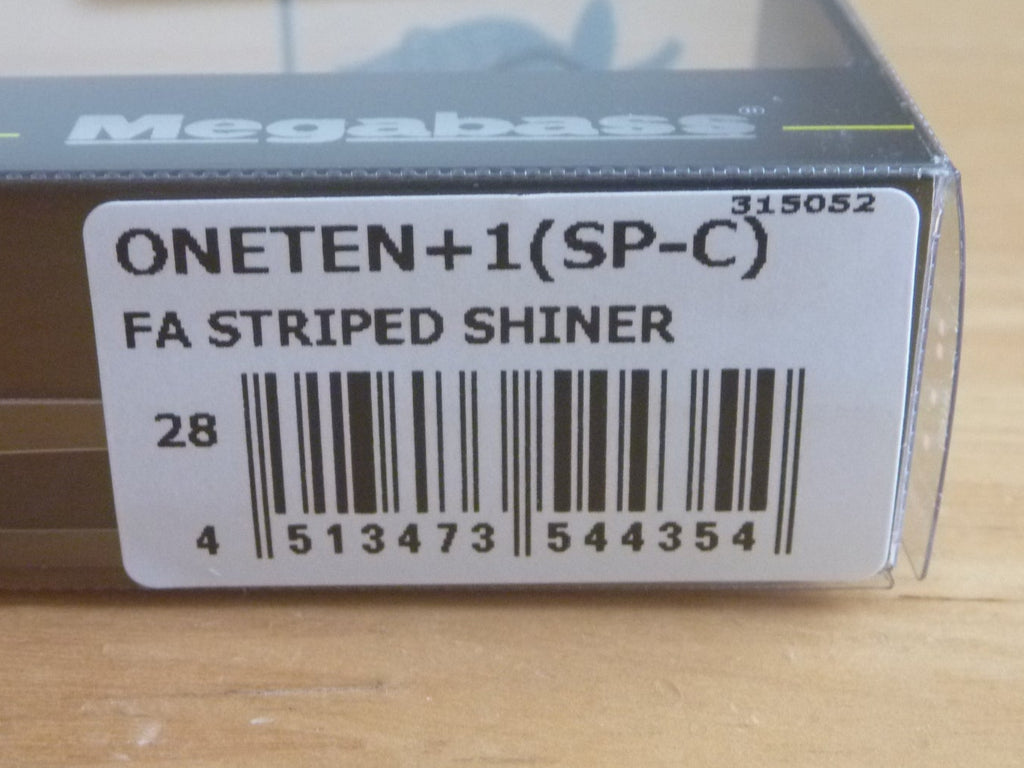 Megabass®
315052
ONETEN+1(SP-C)
FA STRIPED SHINER
28
4 513473 544354